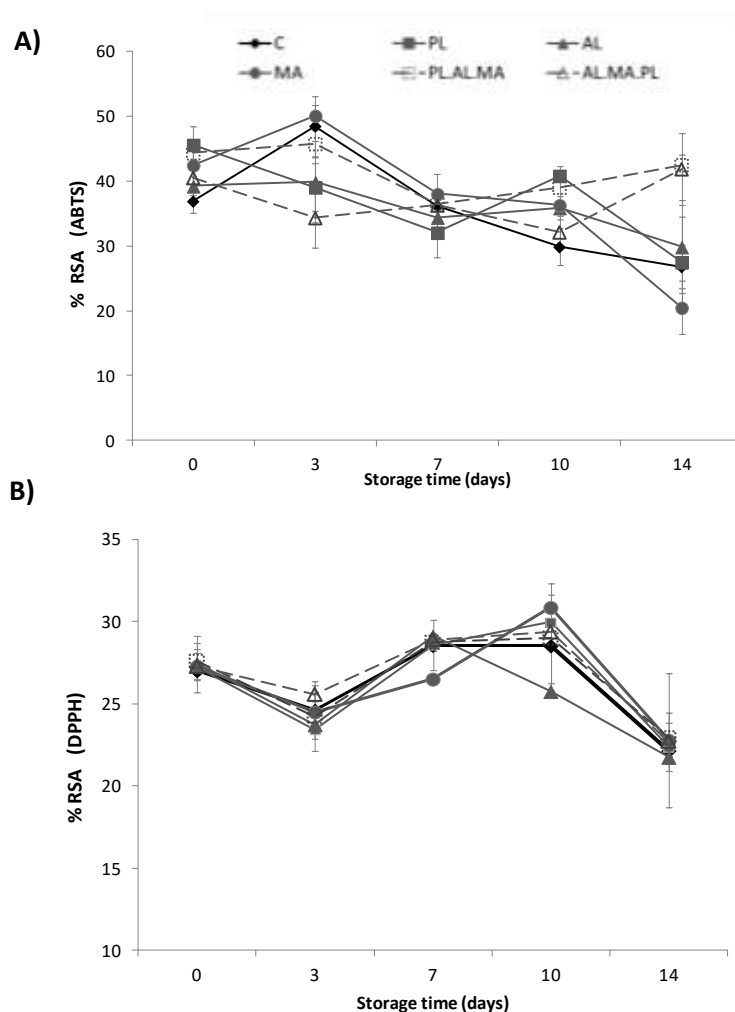 A)
C PL AL
MA PL.AL.MA AL.MA.PL
60
50
40
30
20
10
0
% RSA (ABTS)
0 3 7 10 14
Storage time (days)
B)
35
30
25
20
15
10
% RSA (DPPH)
0 3 7 10 14
Storage time (days)